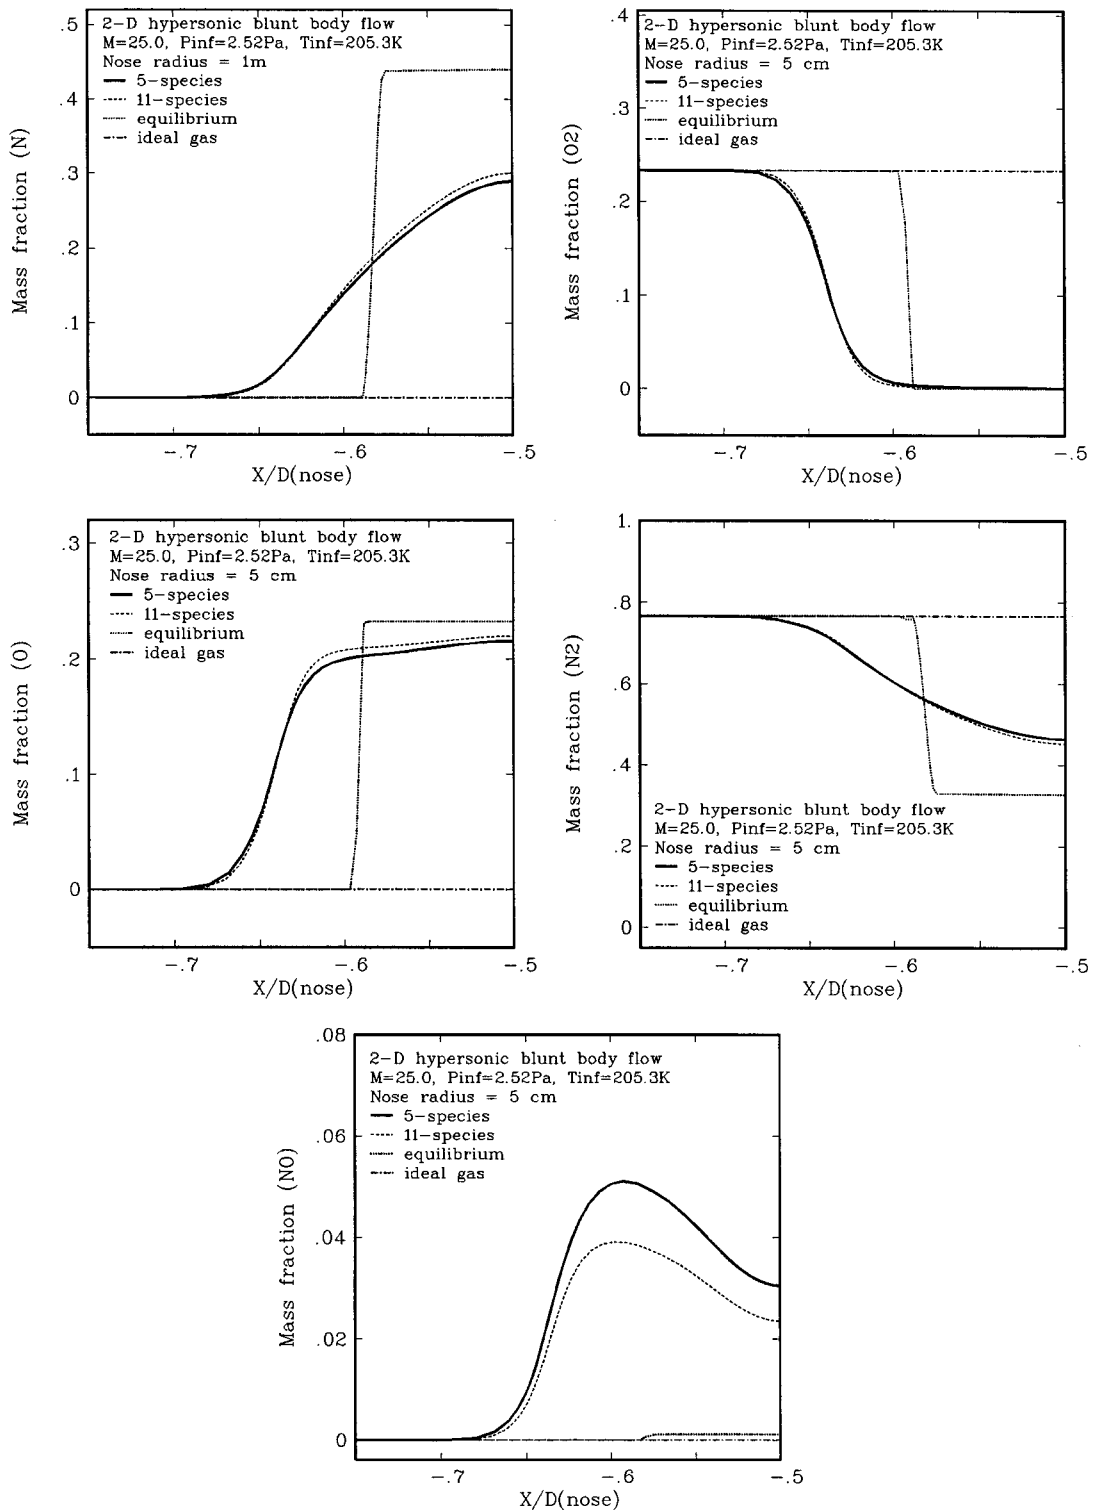 2-D hypersonic blunt body flow
M=25.0, Pinf=2.52Pa, Tinf=205.3K
Nose radius = 1m
5-species
11-species
equilibrium
ideal gas
.5
.4
.3
.2
.1
0
Mass fraction (N)
-.7
-.6
-.5
X/D(nose)
2-D hypersonic blunt body flow
M=25.0, Pinf=2.52Pa, Tinf=205.3K
Nose radius = 5 cm
5-species
11-species
equilibrium
ideal gas
.4
.3
.2
.1
0
Mass fraction (O2)
-.7
-.6
-.5
X/D(nose)
2-D hypersonic blunt body flow
M=25.0, Pinf=2.52Pa, Tinf=205.3K
Nose radius = 5 cm
5-species
11-species
equilibrium
ideal gas
.3
.2
.1
0
Mass fraction (O)
-.7
-.6
-.5
X/D(nose)
1.
.8
.6
.4
.2
0
Mass fraction (N2)
2-D hypersonic blunt body flow
M=25.0, Pinf=2.52Pa, Tinf=205.3K
Nose radius = 5 cm
5-species
11-species
equilibrium
ideal gas
-.7
-.6
-.5
X/D(nose)
2-D hypersonic blunt body flow
M=25.0, Pinf=2.52Pa, Tinf=205.3K
Nose radius = 5 cm
5-species
11-species
equilibrium
ideal gas
.08
.06
.04
.02
0
Mass fraction (NO)
-.7
-.6
-.5
X/D(nose)